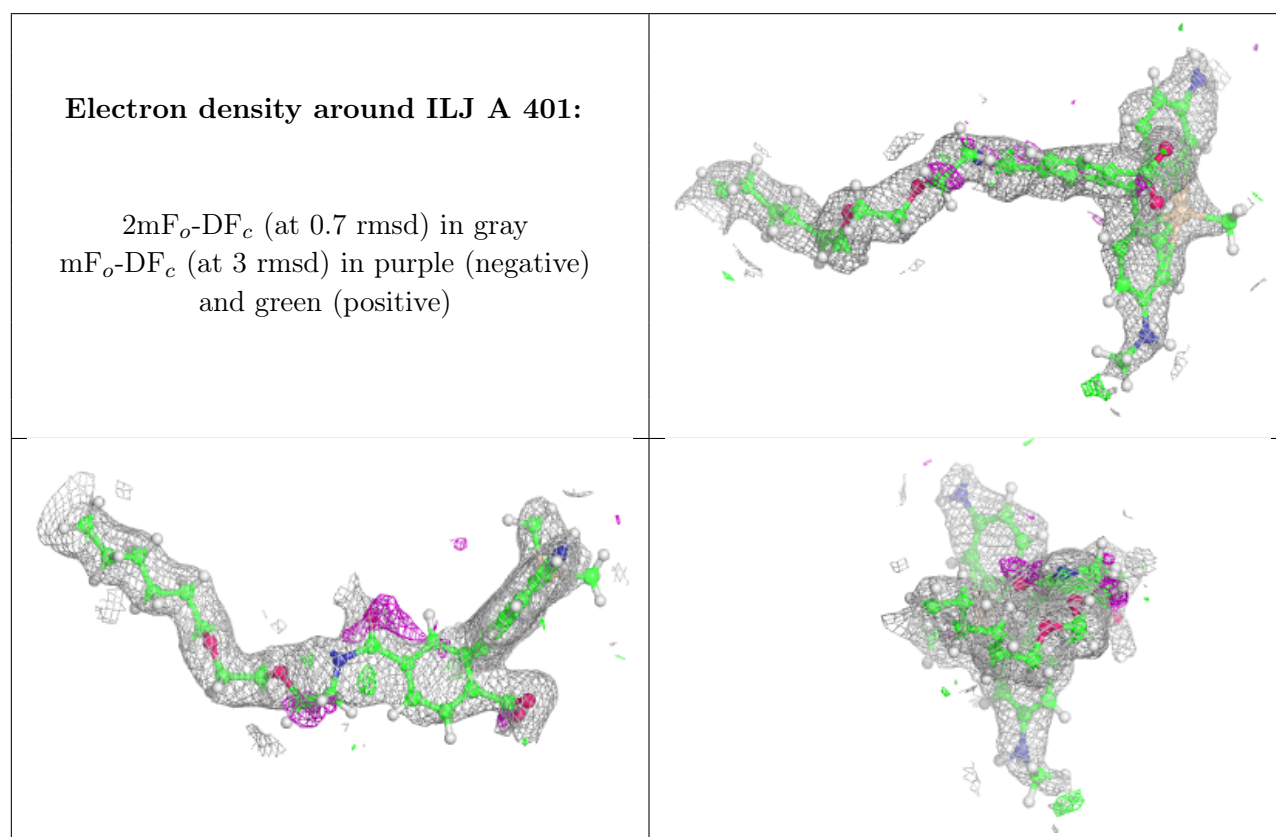 Electron density around ILJ A 401:
2mFo-DFc (at 0.7 rmsd) in gray
mFo-DFc (at 3 rmsd) in purple (negative)
and green (positive)